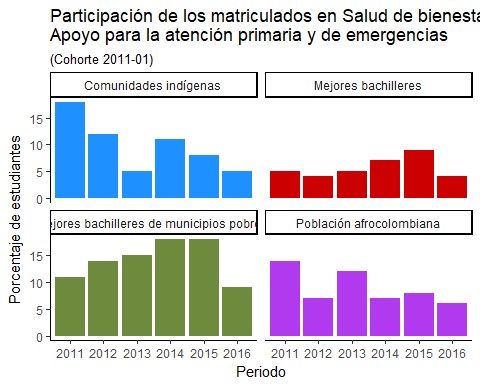 Participación de los matriculados en Salud de bienesta
Apoyo para la atención primaria y de emergencias
(Cohorte 2011-01)
Comunidades indígenas
Mejores bachilleres
15
10
5
0
ejores bachilleres de municipios pobre
Población afrocolombiana
15
10
5
0
Porcentaje de estudiantes
2011 2012 2013 2014 2015 2016
2011 2012 2013 2014 2015 2016
Periodo